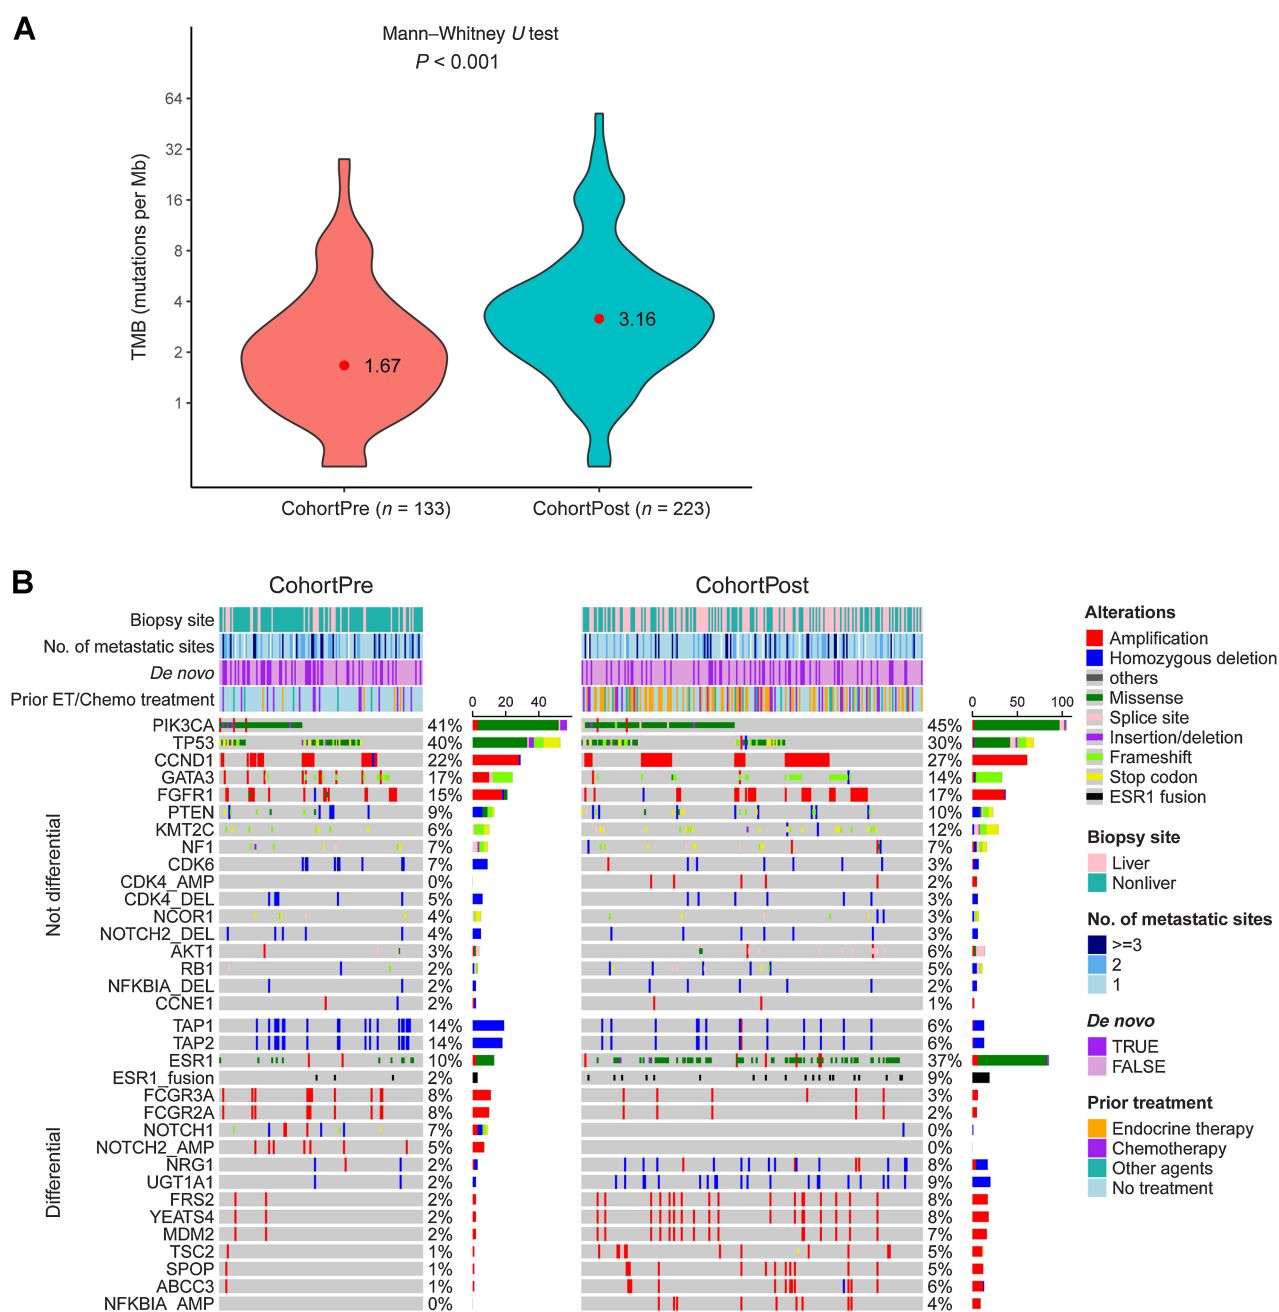 A
Mann–Whitney U test
P < 0.001
TMB (mutations per Mb)
64
32
16
8
4
2
1
1.67
3.16
CohortPre (n = 133)
CohortPost (n = 223)
B
CohortPre
CohortPost
Biopsy site
No. of metastatic sites
De novo
Prior ET/Chemo treatment
0 20 40
0 50 100
Not differential
PIK3CA 41% 45%
TP53 40% 30%
CCND1 22% 27%
GATA3 17% 14%
FGFR1 15% 17%
PTEN 9% 10%
KMT2C 6% 12%
NF1 7% 7%
CDK6 7% 3%
CDK4_AMP 0% 2%
CDK4_DEL 5% 3%
NCOR1 4% 3%
NOTCH2_DEL 4% 3%
AKT1 3% 6%
RB1 2% 5%
NFKBIA_DEL 2% 2%
CCNE1 2% 1%
Differential
TAP1 14% 6%
TAP2 14% 6%
ESR1 10% 37%
ESR1_fusion 2% 9%
FCGR3A 8% 3%
FCGR2A 8% 2%
NOTCH1 7% 0%
NOTCH2_AMP 5% 0%
NRG1 2% 8%
UGT1A1 2% 9%
FRS2 2% 8%
YEATS4 2% 8%
MDM2 2% 7%
TSC2 1% 5%
SPOP 1% 5%
ABCC3 1% 6%
NFKBIA_AMP 0% 4%
Alterations
Amplification
Homozygous deletion
others
Missense
Splice site
Insertion/deletion
Frameshift
Stop codon
ESR1 fusion
Biopsy site
Liver
Nonliver
No. of metastatic sites
>=3
2
1
De novo
TRUE
FALSE
Prior treatment
Endocrine therapy
Chemotherapy
Other agents
No treatment